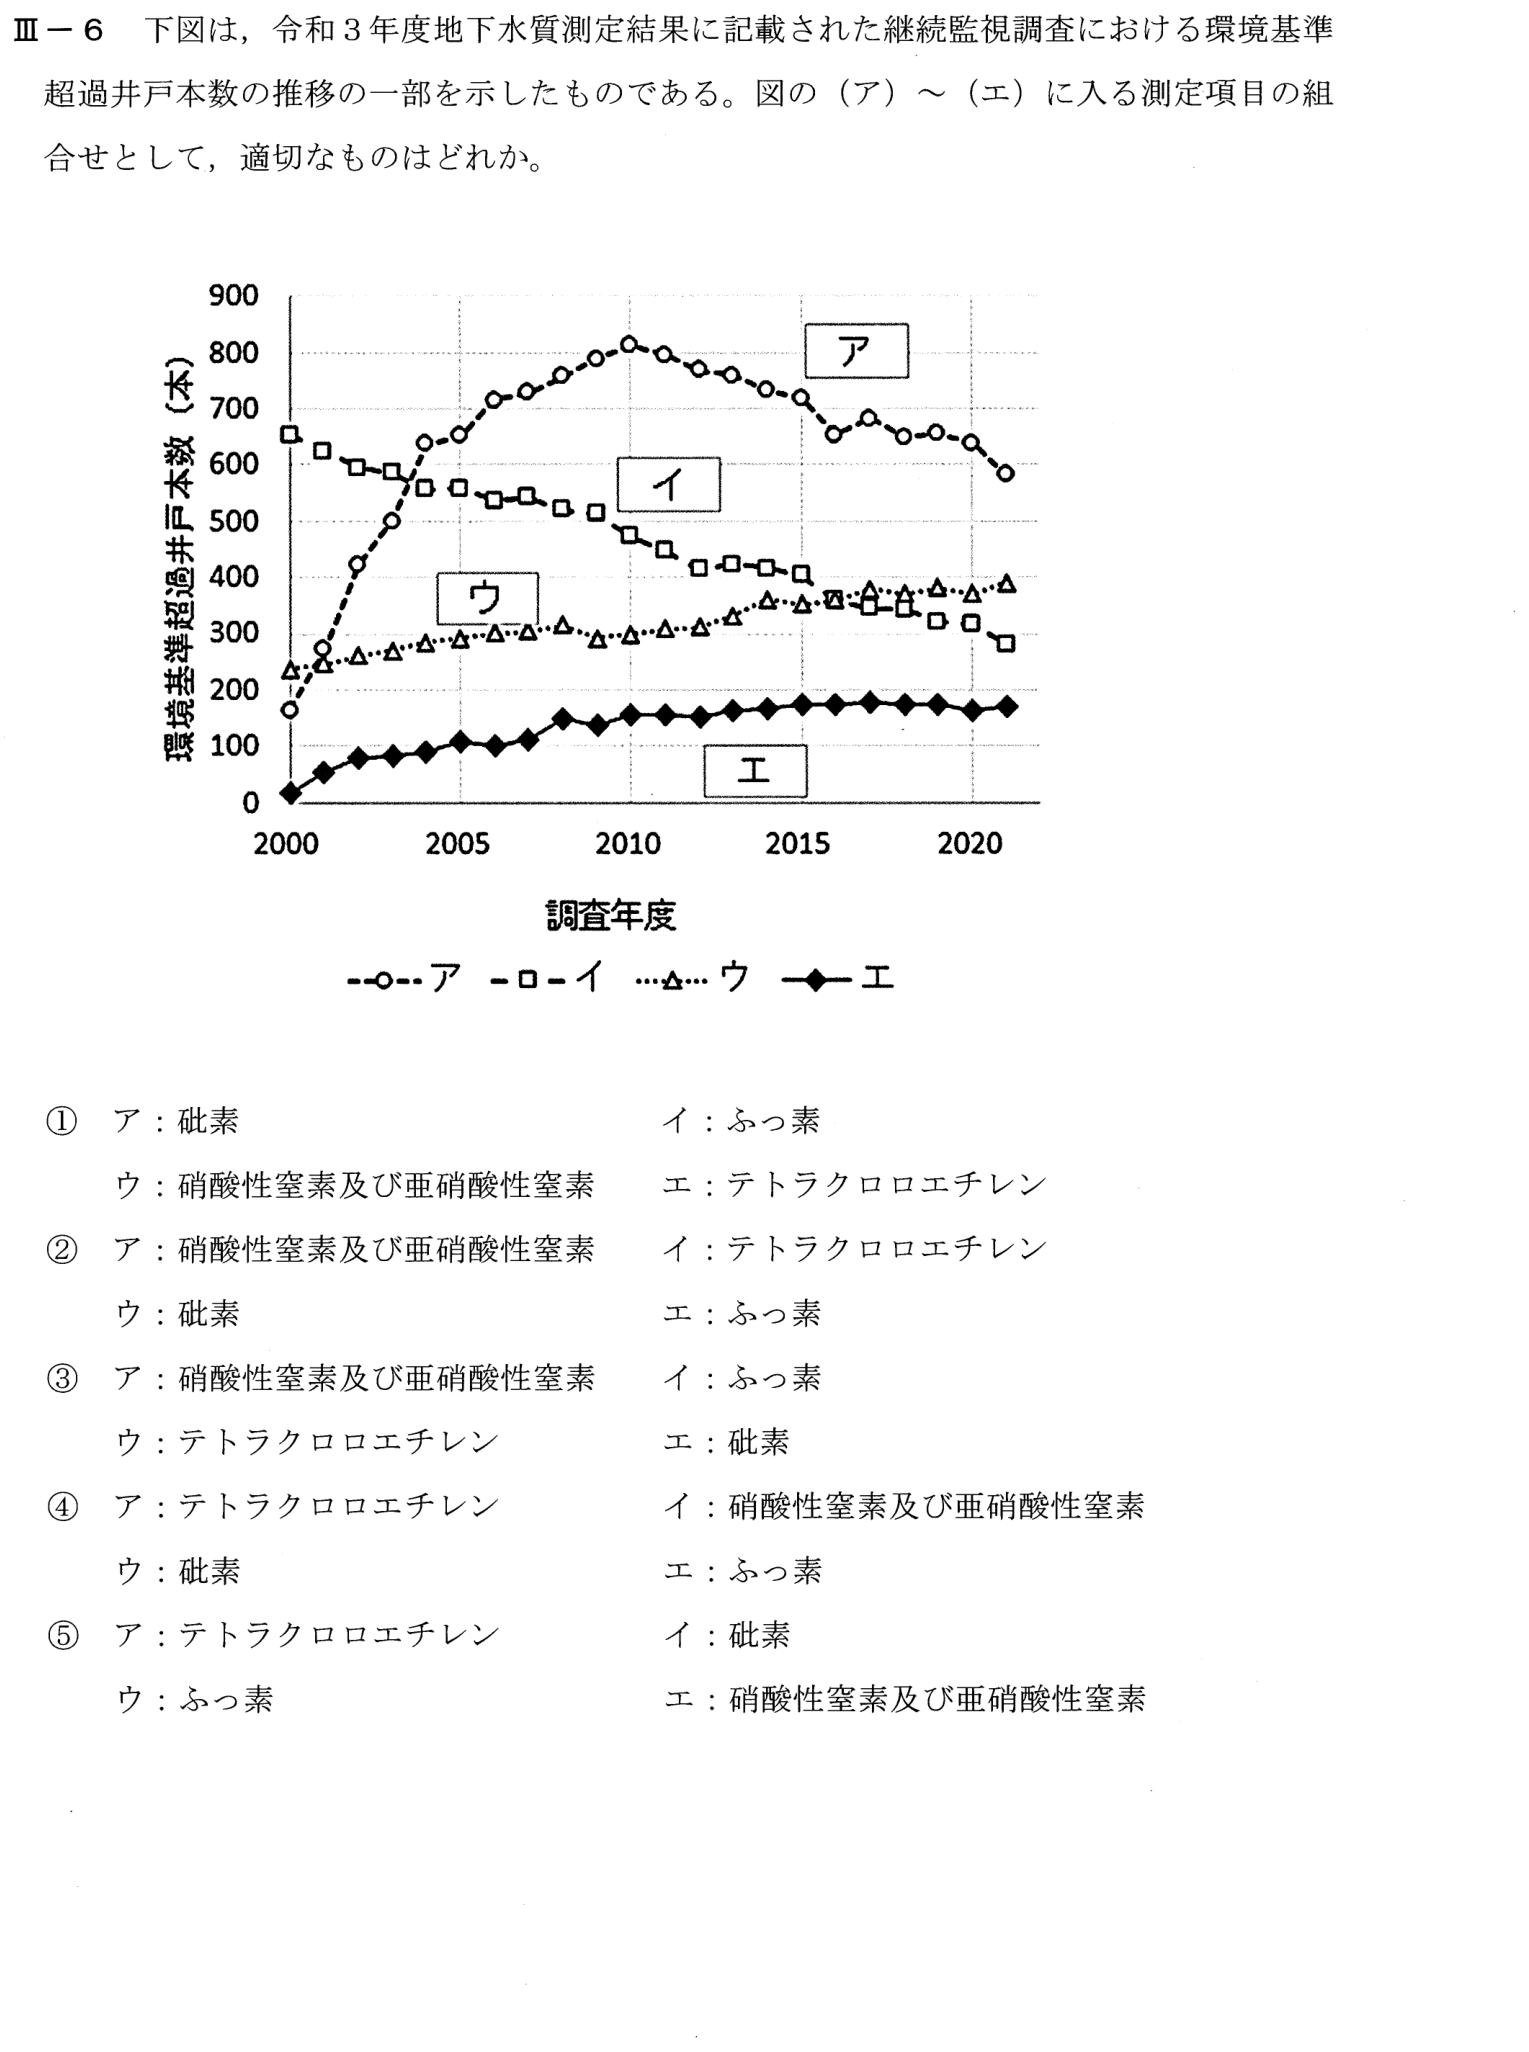 Ⅲ－６　下図は，令和３年度地下水質測定結果に記載された継続監視調査における環境基準
超過井戸本数の推移の一部を示したものである。図の（ア）～（エ）に入る測定項目の組
合せとして，適切なものはどれか。
環境基準超過井戸本数（本）
900
800
700
600
500
400
300
200
100
0
ア
イ
ウ
エ
2000 2005 2010 2015 2020
調査年度
ア イ ウ エ
①　ア：砒素　イ：ふっ素
ウ：硝酸性窒素及び亜硝酸性窒素　エ：テトラクロロエチレン
②　ア：硝酸性窒素及び亜硝酸性窒素　イ：テトラクロロエチレン
ウ：砒素　エ：ふっ素
③　ア：硝酸性窒素及び亜硝酸性窒素　イ：ふっ素
ウ：テトラクロロエチレン　エ：砒素
④　ア：テトラクロロエチレン　イ：硝酸性窒素及び亜硝酸性窒素
ウ：砒素　エ：ふっ素
⑤　ア：テトラクロロエチレン　イ：砒素
ウ：ふっ素　エ：硝酸性窒素及び亜硝酸性窒素